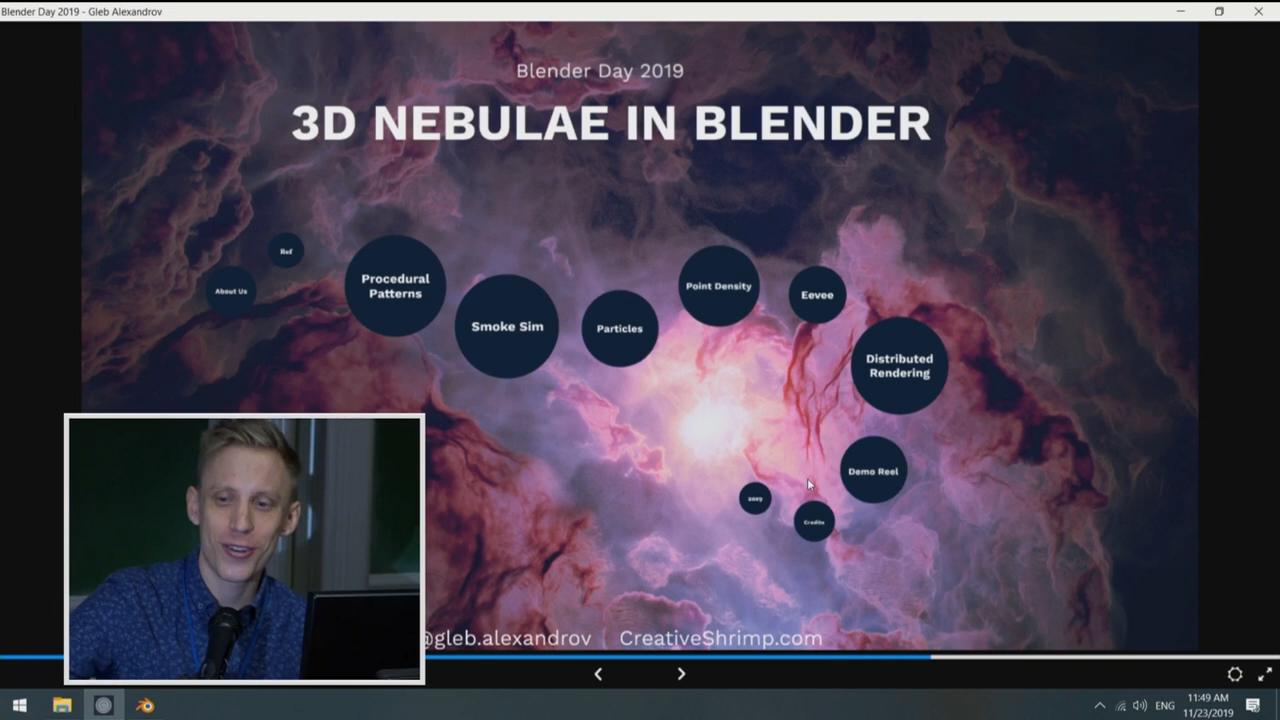 Blender Day 2019 - Gleb Alexandrov
Blender Day 2019
3D NEBULAE IN BLENDER
Ref
About Us
Procedural
Patterns
Smoke Sim
Particles
Point Density
Eevee
Distributed
Rendering
Demo Reel
Credits
@gleb.alexandrov CreativeShrimp.com
ENG
11:49 AM
11/23/2019